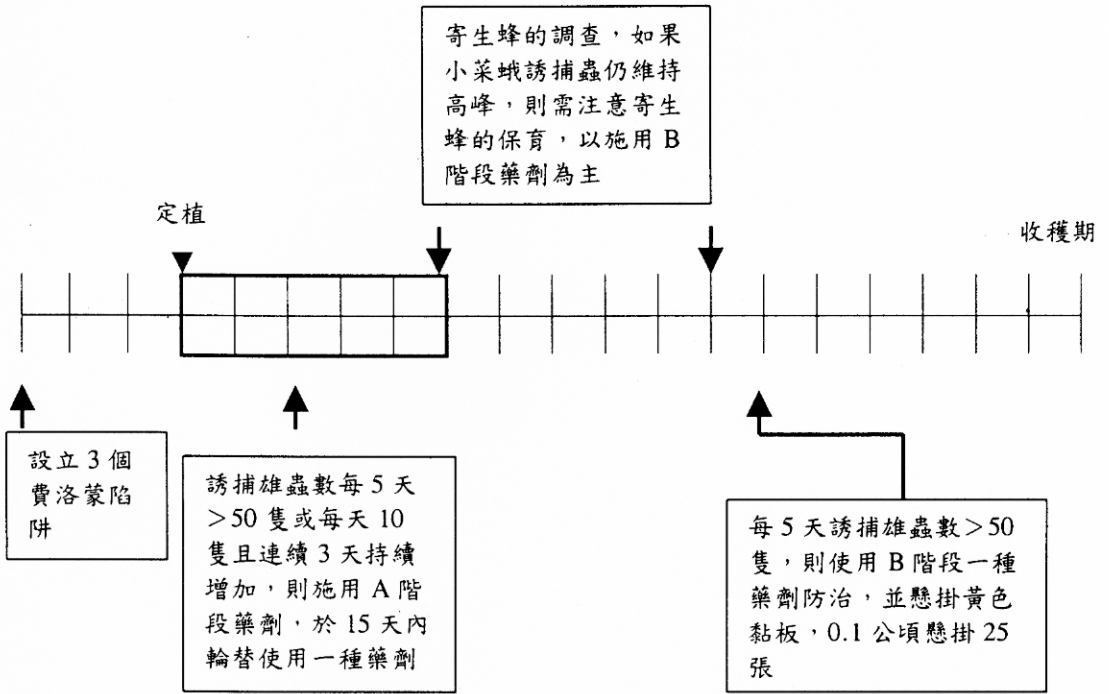 寄生蜂的調查，如果
小菜蛾誘捕蟲仍維持
高峰，則需注意寄生
蜂的保育，以施用 B
階段藥劑為主
定植
收穫期
設立 3 個
費洛蒙陷
阱
誘捕雄蟲數每 5 天
＞50 隻或每天 10
隻且連續 3 天持續
增加，則施用 A 階
段藥劑，於 15 天內
輪替使用一種藥劑
每 5 天誘捕雄蟲數＞50
隻，則使用 B 階段一種
藥劑防治，並懸掛黃色
黏板，0.1 公頃懸掛 25
張